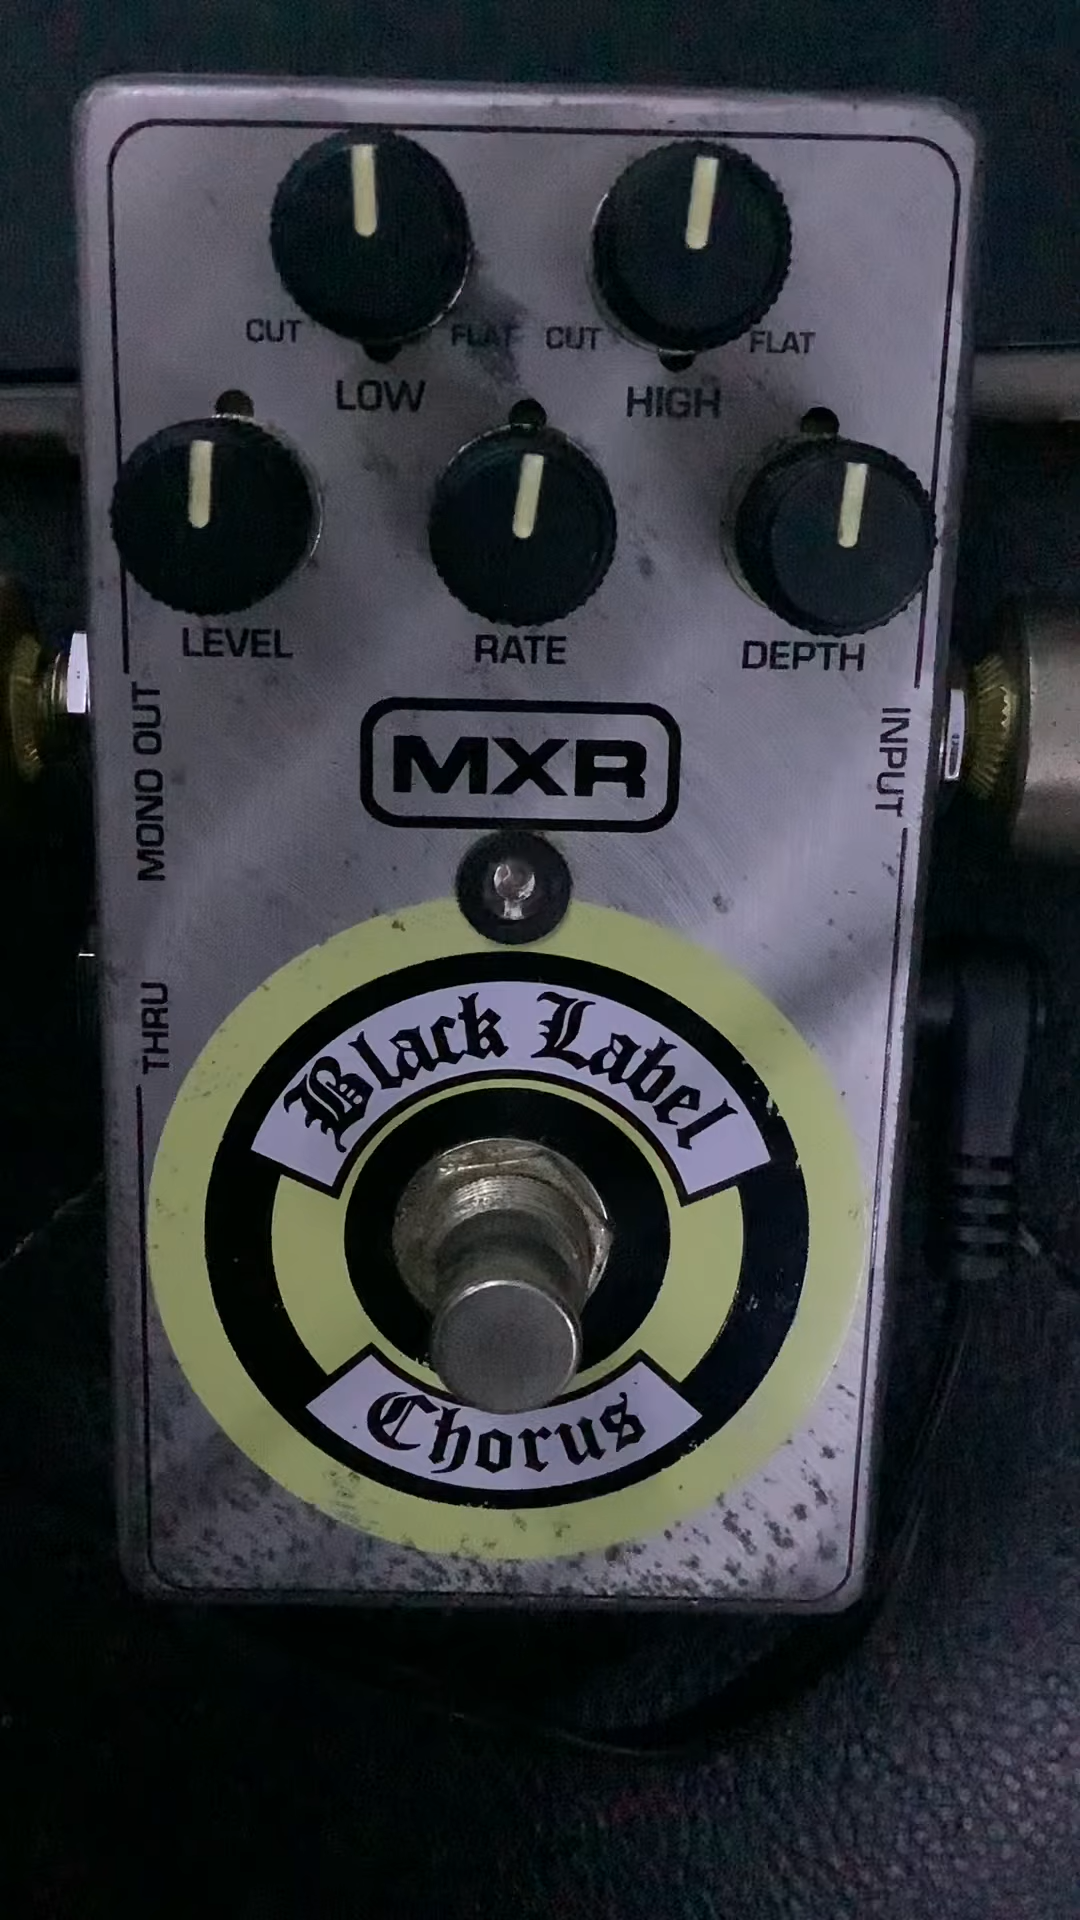 CUT FLAT CUT FLAT
LOW HIGH
LEVEL RATE DEPTH
MONO OUT
INPUT
MXR
THRU
Black Label
Chorus